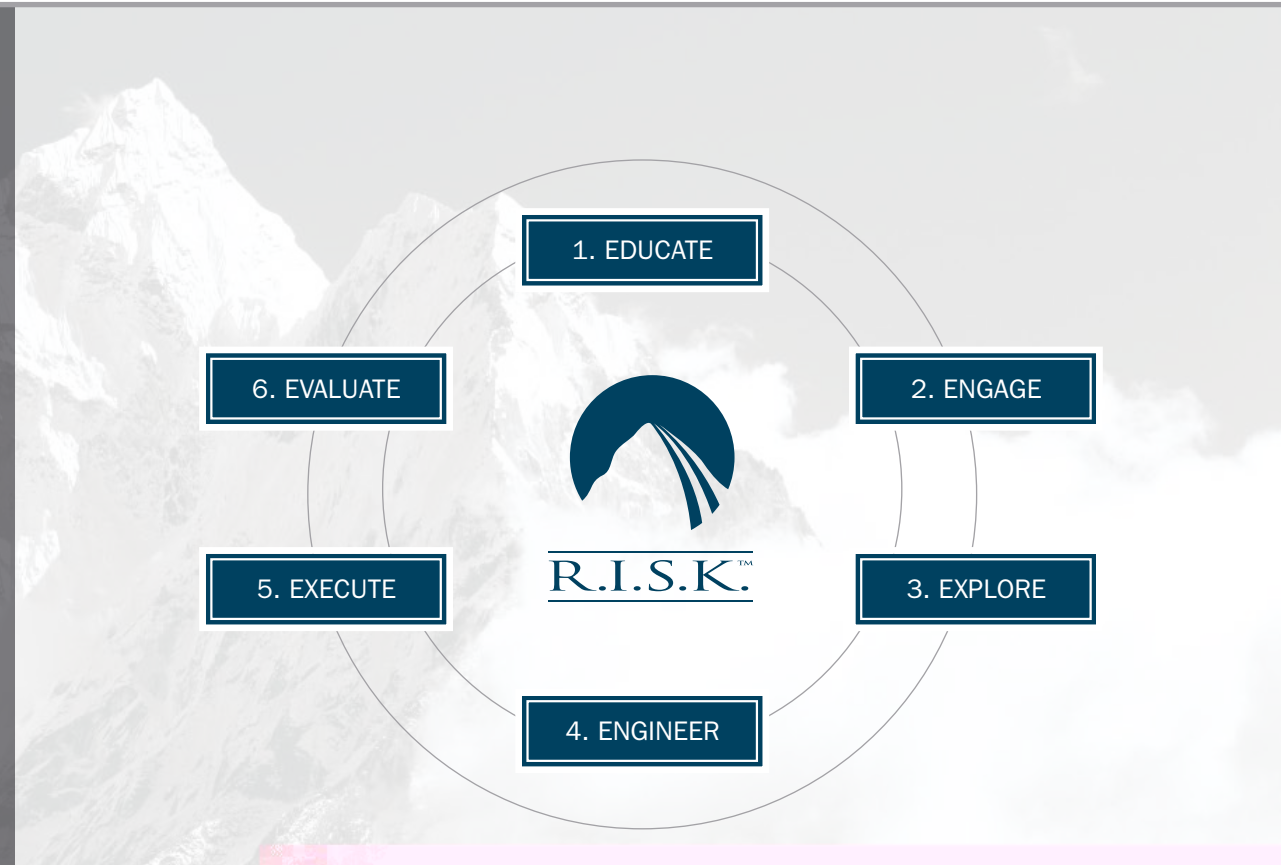 1. EDUCATE
2. ENGAGE
3. EXPLORE
4. ENGINEER
5. EXECUTE
6. EVALUATE
R.I.S.K.™